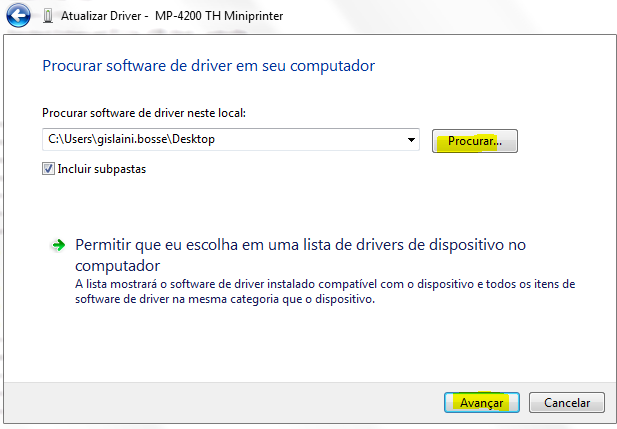 Atualizar Driver - MP-4200 TH Miniprinter
Procurar software de driver em seu computador
Procurar software de driver neste local:
C:\Users\gislaini.bosse\Desktop
Procurar...
Incluir subpastas
Permitir que eu escolha em uma lista de drivers de dispositivo no
computador
A lista mostrará o software de driver instalado compatível com o dispositivo e todos os itens de
software de driver na mesma categoria que o dispositivo.
Avançar
Cancelar